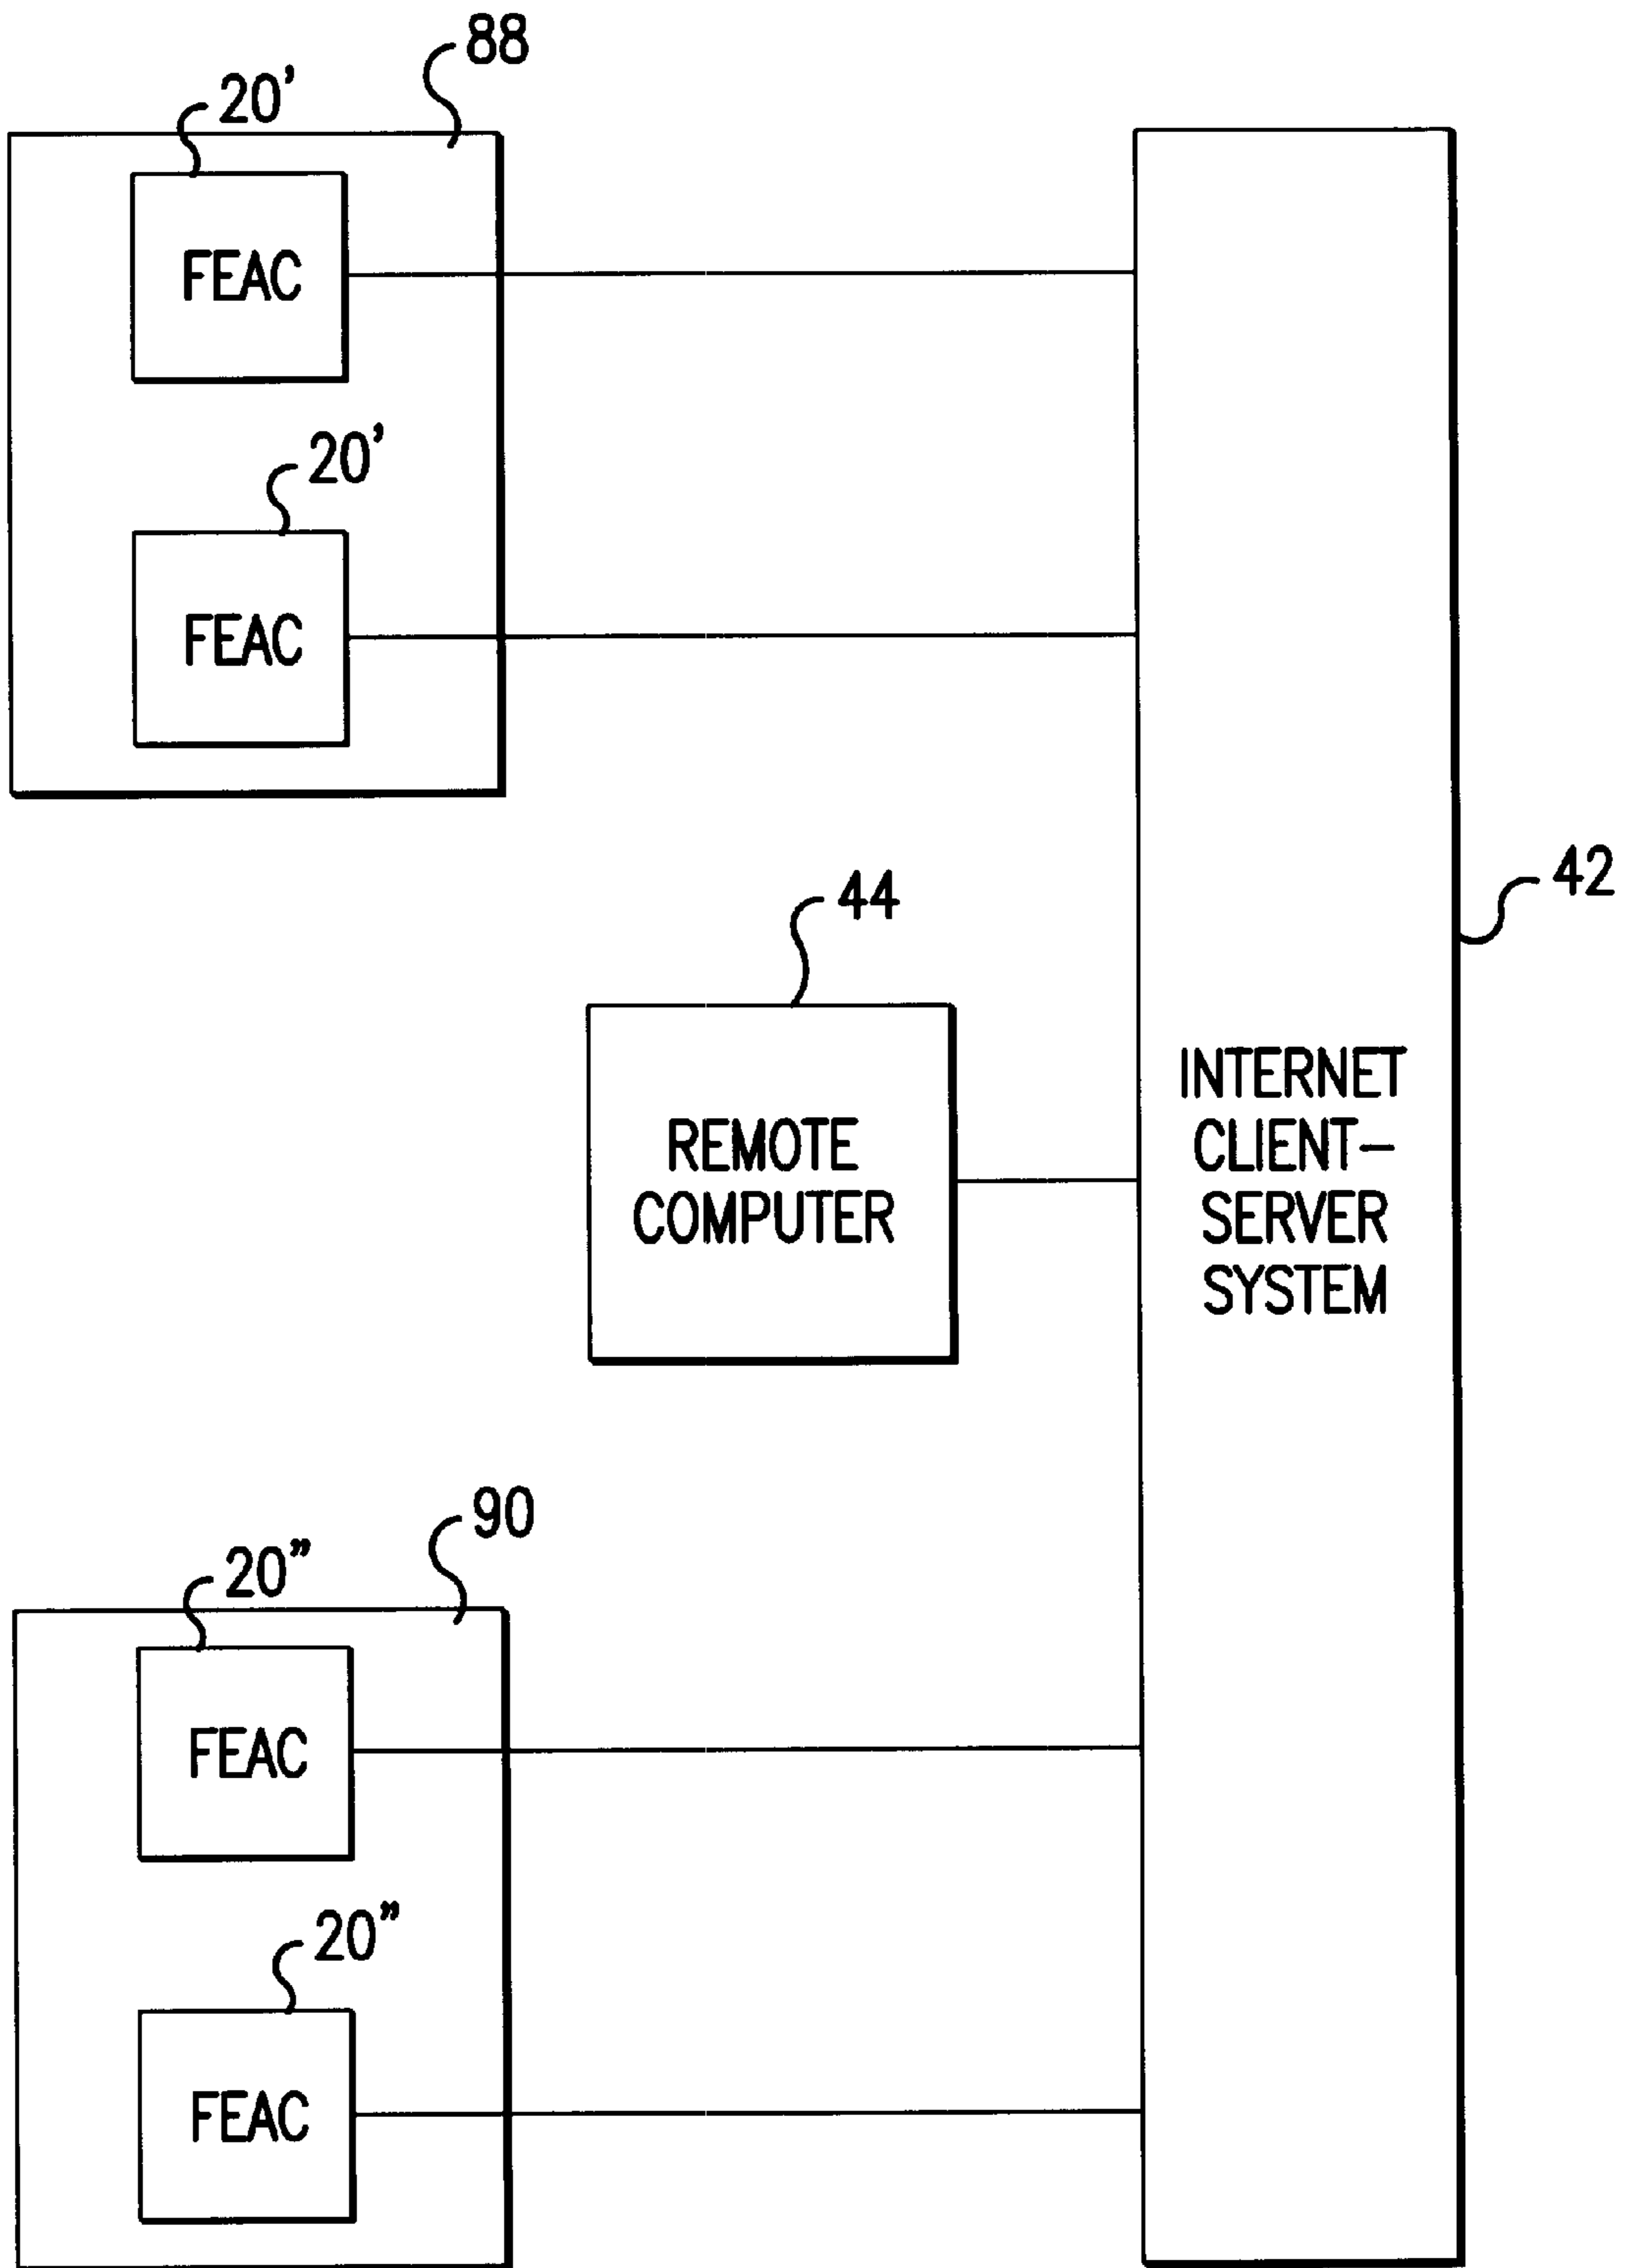 88
20'
FEAC
20'
FEAC
44
42
REMOTE
COMPUTER
INTERNET
CLIENT-
SERVER
SYSTEM
90
20"
FEAC
20"
FEAC